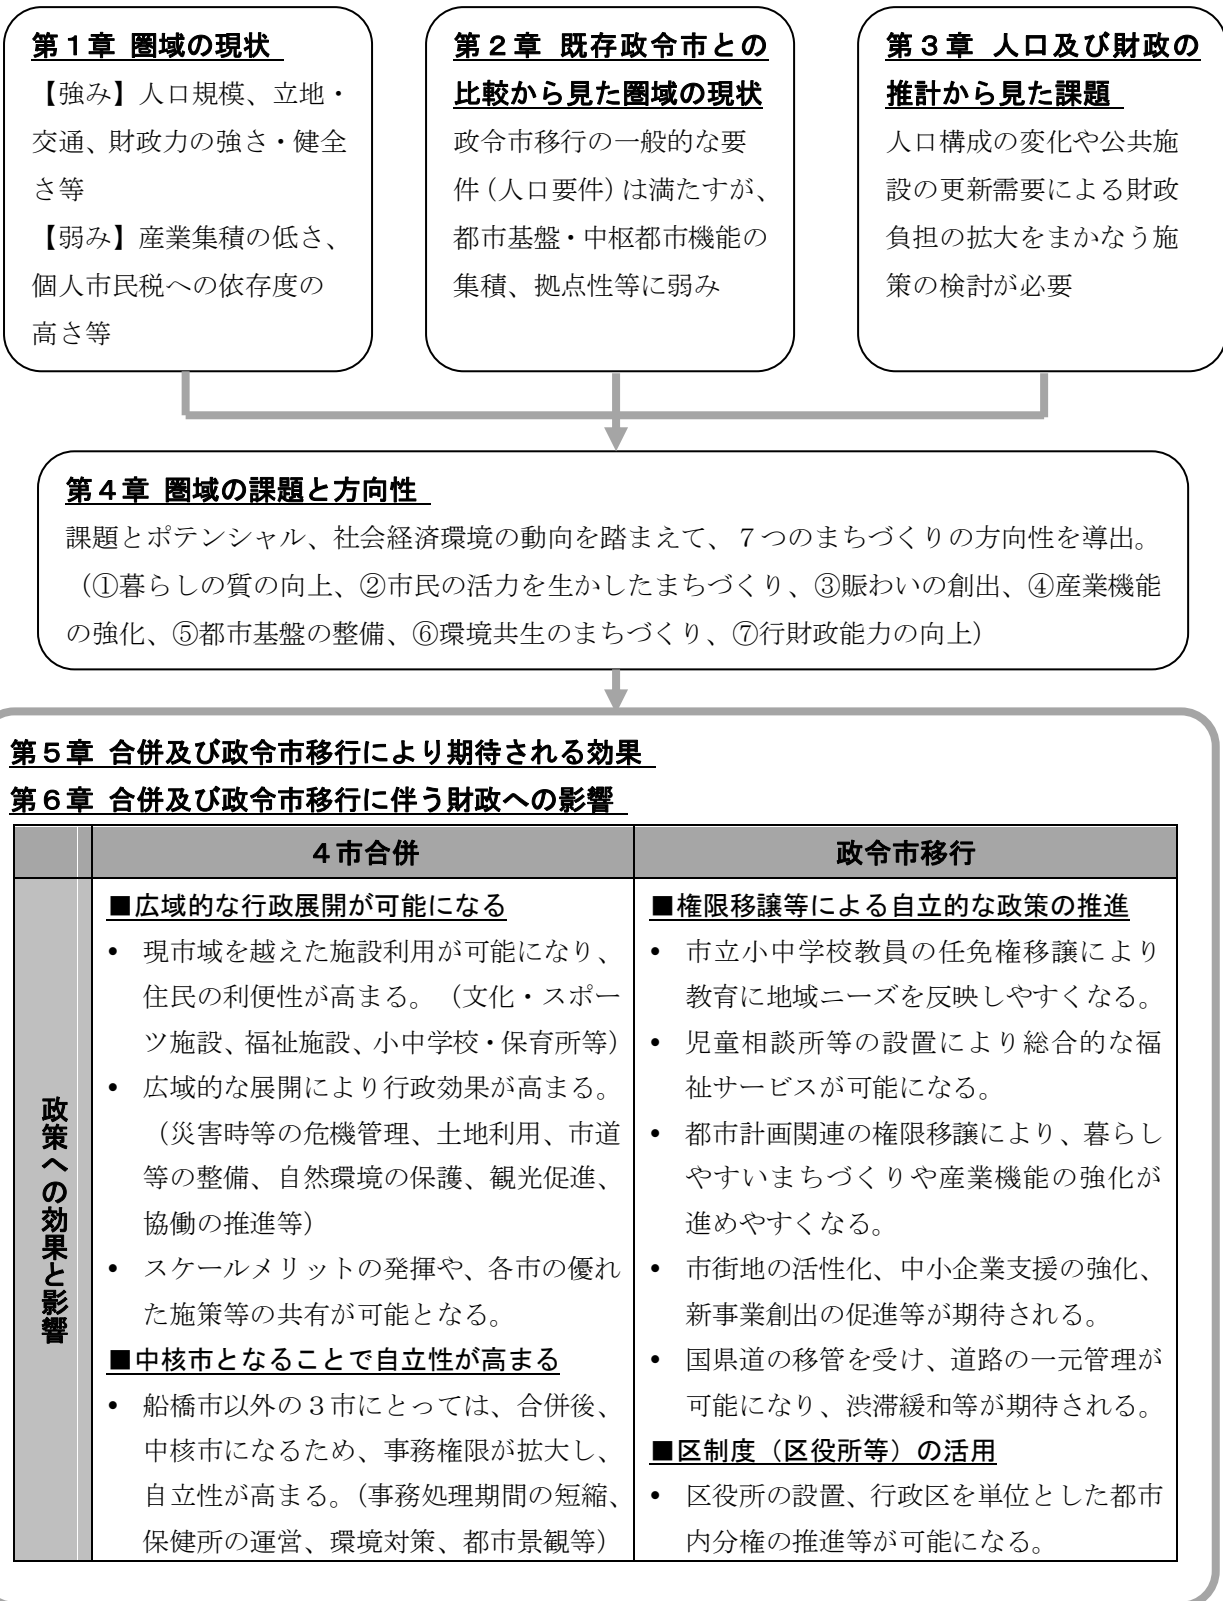 第１章 圏域の現状
【強み】人口規模、立地・
交通、財政力の強さ・健全
さ等
【弱み】産業集積の低さ、
個人市民税への依存度の
高さ等
第２章 既存政令市との
比較から見た圏域の現状
政令市移行の一般的な要
件（人口要件）は満たすが、
都市基盤・中枢都市機能の
集積、拠点性等に弱み
第３章 人口及び財政の
推計から見た課題
人口構成の変化や公共施
設の更新需要による財政
負担の拡大をまかなう施
策の検討が必要
第４章 圏域の課題と方向性
課題とポテンシャル、社会経済環境の動向を踏まえて、７つのまちづくりの方向性を導出。
（①暮らしの質の向上、②市民の活力を生かしたまちづくり、③賑わいの創出、④産業機能
の強化、⑤都市基盤の整備、⑥環境共生のまちづくり、⑦行財政能力の向上）
第５章 合併及び政令市移行により期待される効果
第６章 合併及び政令市移行に伴う財政への影響
４市合併
政令市移行
政策への効果と影響
■広域的な行政展開が可能になる
• 現市域を越えた施設利用が可能になり、
住民の利便性が高まる。（文化・スポー
ツ施設、福祉施設、小中学校・保育所等）
• 広域的な展開により行政効果が高まる。
（災害時等の危機管理、土地利用、市道
等の整備、自然環境の保護、観光促進、
協働の推進等）
• スケールメリットの発揮や、各市の優れ
た施策等の共有が可能となる。
■中核市となることで自立性が高まる
• 船橋市以外の３市にとっては、合併後、
中核市になるため、事務権限が拡大し、
自立性が高まる。（事務処理期間の短縮、
保健所の運営、環境対策、都市景観等）
■権限移譲等による自立的な政策の推進
• 市立小中学校教員の任免権移譲により
教育に地域ニーズを反映しやすくなる。
• 児童相談所等の設置により総合的な福
祉サービスが可能になる。
• 都市計画関連の権限移譲により、暮らし
やすいまちづくりや産業機能の強化が
進めやすくなる。
• 市街地の活性化、中小企業支援の強化、
新事業創出の促進等が期待される。
• 国県道の移管を受け、道路の一元管理が
可能になり、渋滞緩和等が期待される。
■区制度（区役所等）の活用
• 区役所の設置、行政区を単位とした都市
内分権の推進等が可能になる。